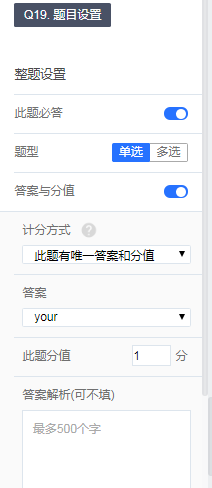 Q19. 题目设置
整题设置
此题必答
题型 单选 多选
答案与分值
计分方式 ?
此题有唯一答案和分值
答案
your
此题分值 1 分
答案解析(可不填)
最多500个字